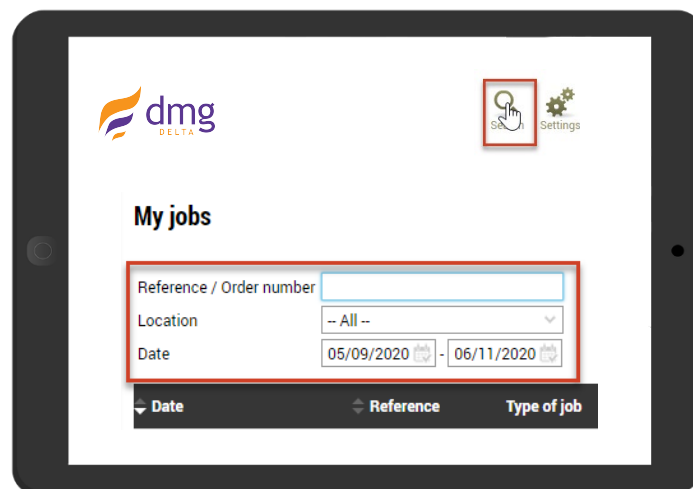 dmg
DELTA
Search Settings
My jobs
Reference / Order number
Location -- All --
Date 05/09/2020 - 06/11/2020
Date Reference Type of job